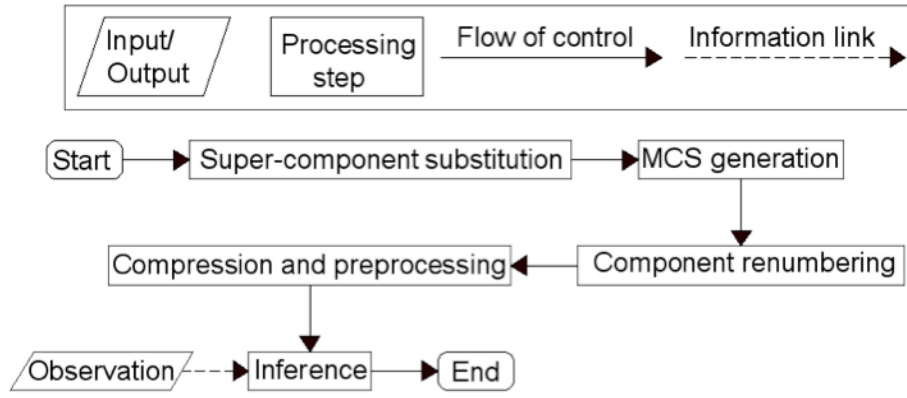 Input/
Output
Processing
step
Flow of control
Information link
Start
Super-component substitution
MCS generation
Component renumbering
Compression and preprocessing
Observation
Inference
End